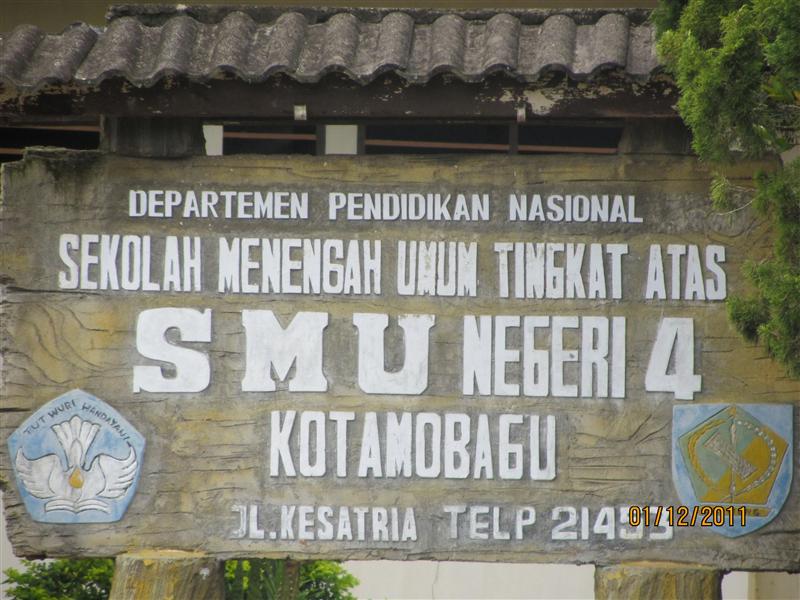 DEPARTEMEN PENDIDIKAN NASIONAL
SEKOLAH MENENGAH UMUM TINGKAT ATAS
SMU NEGERI 4
KOTAMOBAGU
TUT WURI HANDAYANI
JL.KESATRIA TELP
01/12/2011